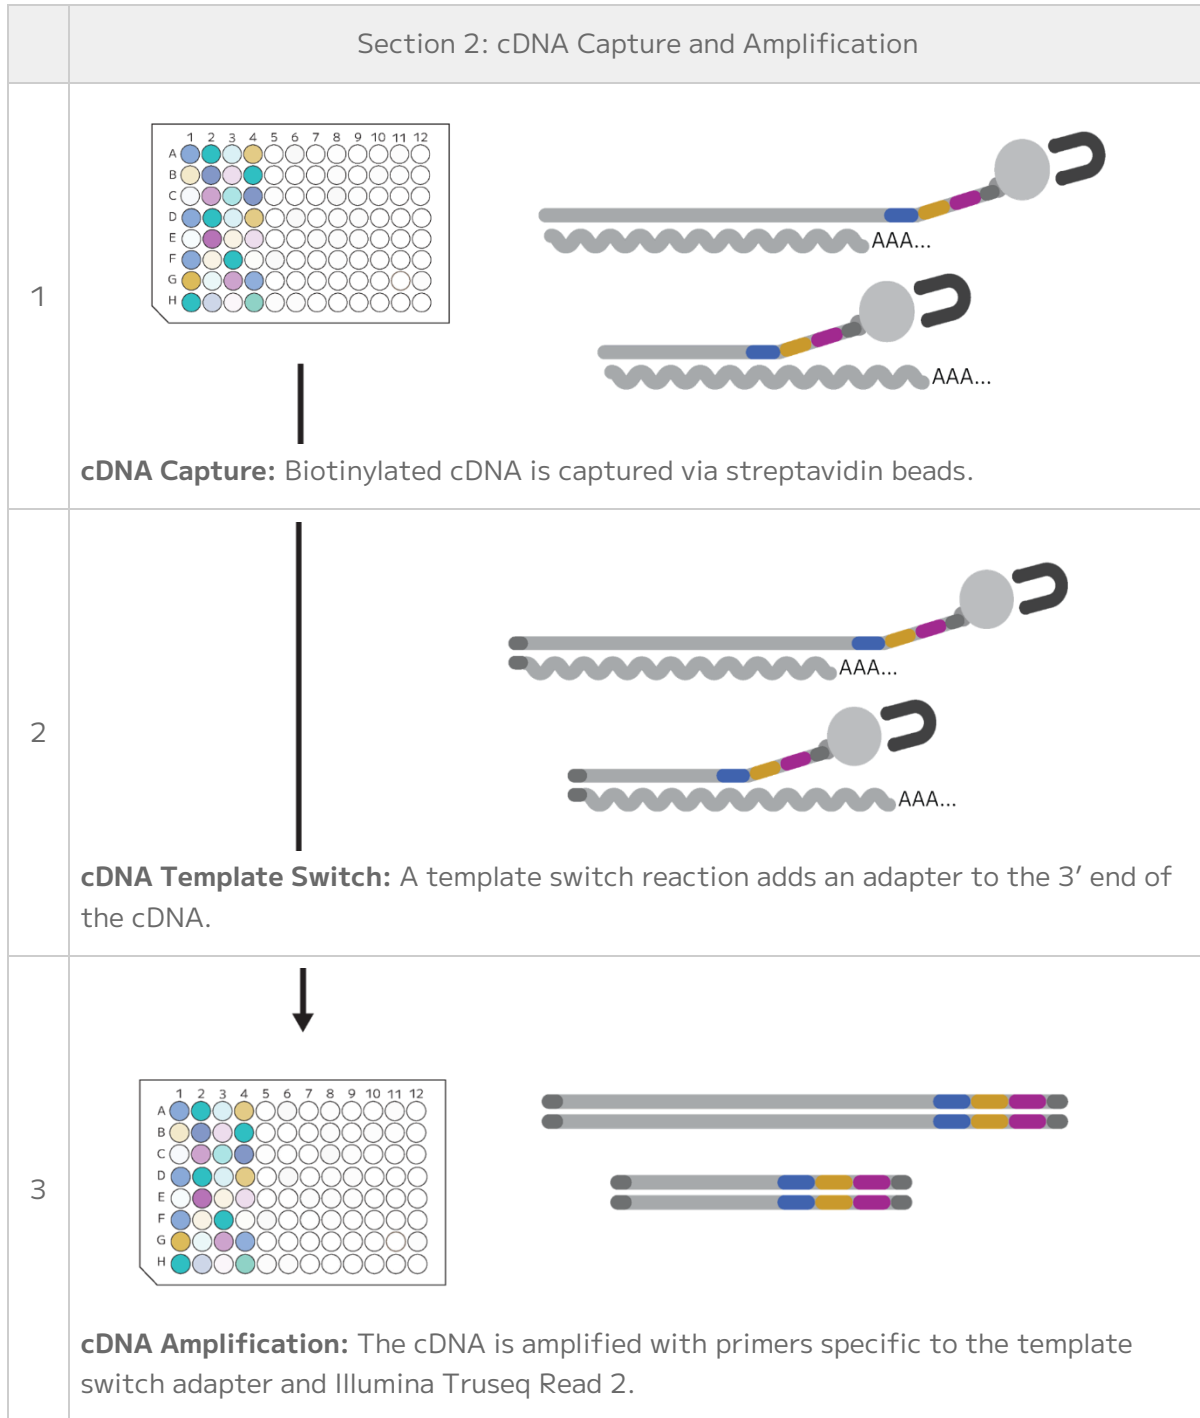 Section 2: cDNA Capture and Amplification
1
1 2 3 4 5 6 7 8 9 10 11 12
A
B
C
D
E
F
G
H
AAA...
AAA...
cDNA Capture: Biotinylated cDNA is captured via streptavidin beads.
2
AAA...
AAA...
cDNA Template Switch: A template switch reaction adds an adapter to the 3′ end of
the cDNA.
3
1 2 3 4 5 6 7 8 9 10 11 12
A
B
C
D
E
F
G
H
cDNA Amplification: The cDNA is amplified with primers specific to the template
switch adapter and Illumina Truseq Read 2.